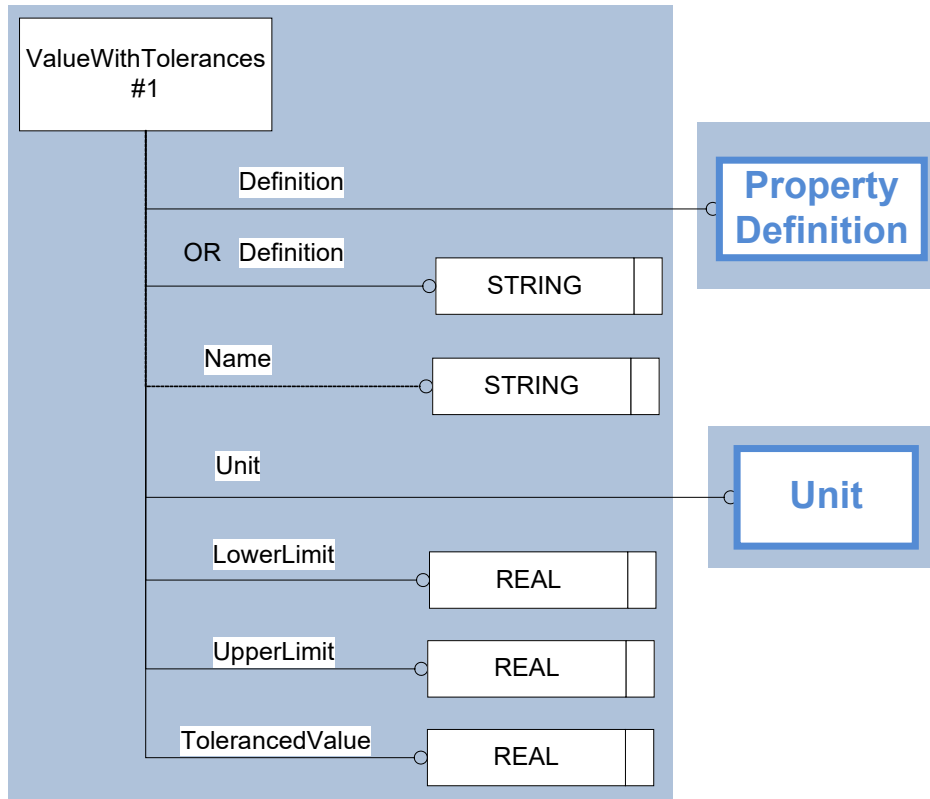 ValueWithTolerances
#1
Definition
Property
Definition
OR Definition
STRING
Name
STRING
Unit
Unit
LowerLimit
REAL
UpperLimit
REAL
TolerancedValue
REAL